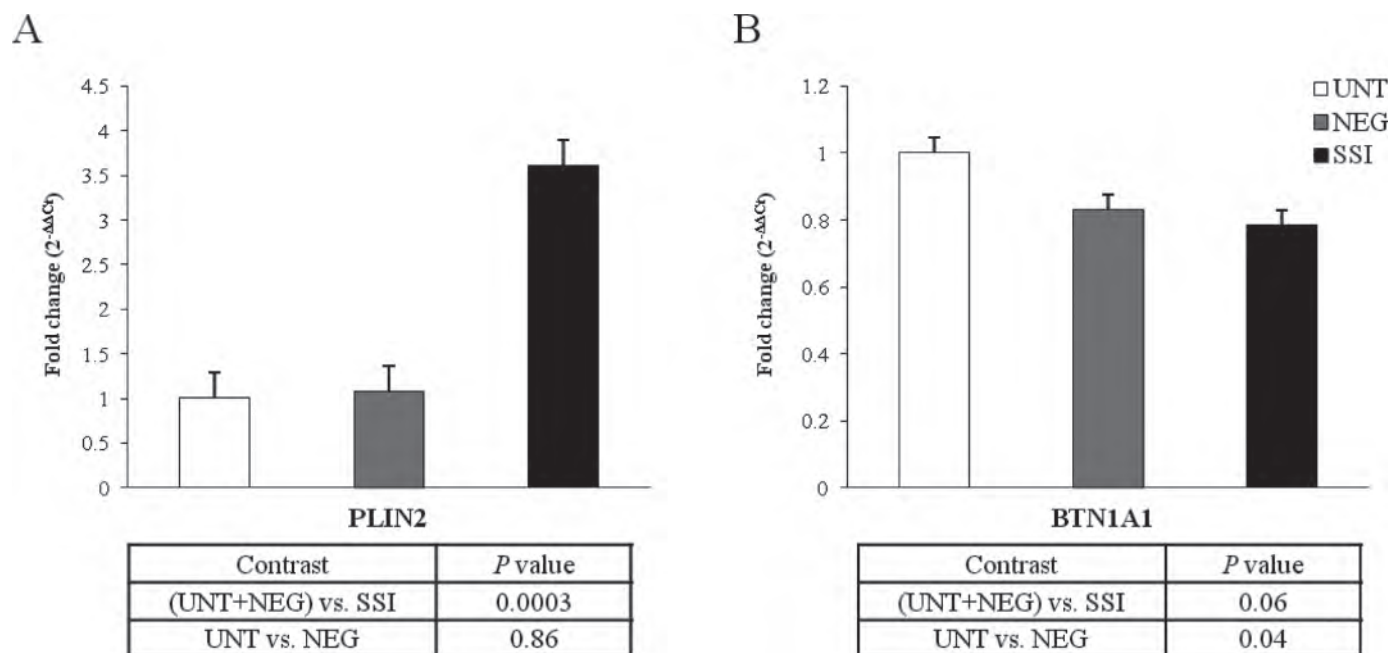 A
Fold change (2-ΔΔCt)
4.5
4
3.5
3
2.5
2
1.5
1
0.5
0
PLIN2
Contrast P value
(UNT+NEG) vs. SSI 0.0003
UNT vs. NEG 0.86
B
Fold change (2-ΔΔCt)
1.2
1
0.8
0.6
0.4
0.2
0
UNT
NEG
SSI
BTN1A1
Contrast P value
(UNT+NEG) vs. SSI 0.06
UNT vs. NEG 0.04